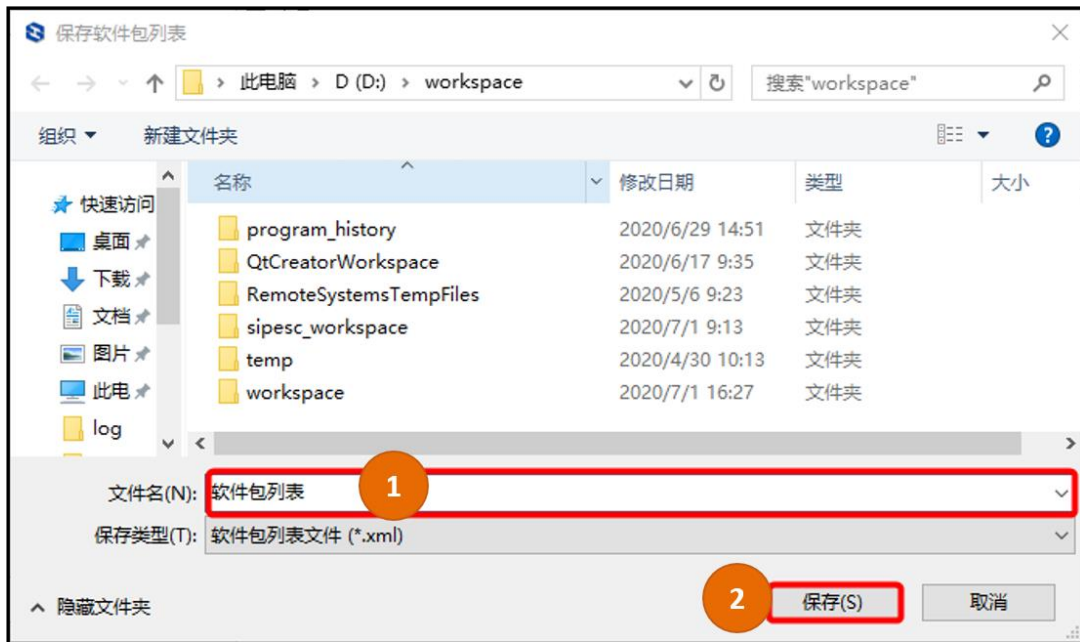 保存软件包列表
此电脑 > D (D:) > workspace
搜索"workspace"
组织 新建文件夹
名称 修改日期 类型 大小
快速访问
桌面
下载
文档
图片
此电
log
program_history 2020/6/29 14:51 文件夹
QtCreatorWorkspace 2020/6/17 9:35 文件夹
RemoteSystemsTempFiles 2020/5/6 9:23 文件夹
sipesc_workspace 2020/7/1 9:13 文件夹
temp 2020/4/30 10:13 文件夹
workspace 2020/7/1 16:27 文件夹
文件名(N): 软件包列表 1
保存类型(T): 软件包列表文件 (*.xml)
隐藏文件夹 2 保存(S) 取消